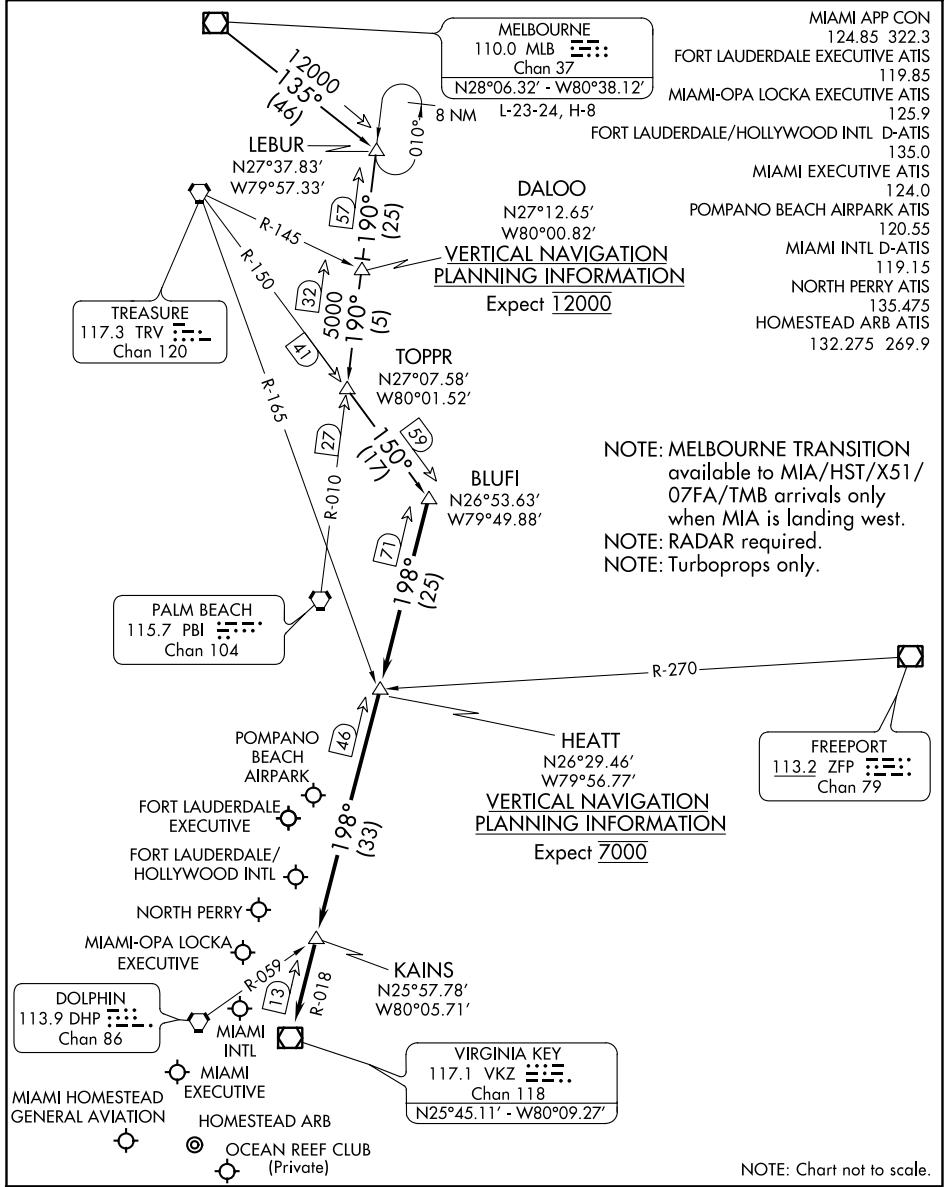 MELBOURNE
110.0 MLB
Chan 37
N28°06.32' - W80°38.12'
L-23-24, H-8
MIAMI APP CON
124.85 322.3
FORT LAUDERDALE EXECUTIVE ATIS
119.85
MIAMI-OPA LOCKA EXECUTIVE ATIS
125.9
FORT LAUDERDALE/HOLLYWOOD INTL D-ATIS
135.0
MIAMI EXECUTIVE ATIS
124.0
POMPANO BEACH AIRPARK ATIS
120.55
MIAMI INTL D-ATIS
119.15
NORTH PERRY ATIS
135.475
HOMESTEAD ARB ATIS
132.275 269.9
12000
135°
(46)
8 NM
010°
LEBUR
N27°37.83'
W79°57.33'
57
190°
(25)
DALOO
N27°12.65'
W80°00.82'
VERTICAL NAVIGATION
PLANNING INFORMATION
Expect 12000
R-145
R-150
R-165
TREASURE
117.3 TRV
Chan 120
32
5000
190°
(5)
41
TOPPR
N27°07.58'
W80°01.52'
27
R-010
59
150°
(17)
BLUFI
N26°53.63'
W79°49.88'
NOTE: MELBOURNE TRANSITION
available to MIA/HST/X51/
07FA/TMB arrivals only
when MIA is landing west.
NOTE: RADAR required.
NOTE: Turboprops only.
71
198°
(25)
PALM BEACH
115.7 PBI
Chan 104
R-270
FREEPORT
113.2 ZFP
Chan 79
46
HEATT
N26°29.46'
W79°56.77'
VERTICAL NAVIGATION
PLANNING INFORMATION
Expect 7000
POMPANO
BEACH
AIRPARK
FORT LAUDERDALE
EXECUTIVE
198°
(33)
FORT LAUDERDALE/
HOLLYWOOD INTL
NORTH PERRY
MIAMI-OPA LOCKA
EXECUTIVE
KAINS
N25°57.78'
W80°05.71'
R-059
13
R-018
DOLPHIN
113.9 DHP
Chan 86
MIAMI
INTL
MIAMI
EXECUTIVE
VIRGINIA KEY
117.1 VKZ
Chan 118
N25°45.11' - W80°09.27'
MIAMI HOMESTEAD
GENERAL AVIATION
HOMESTEAD ARB
OCEAN REEF CLUB
(Private)
NOTE: Chart not to scale.